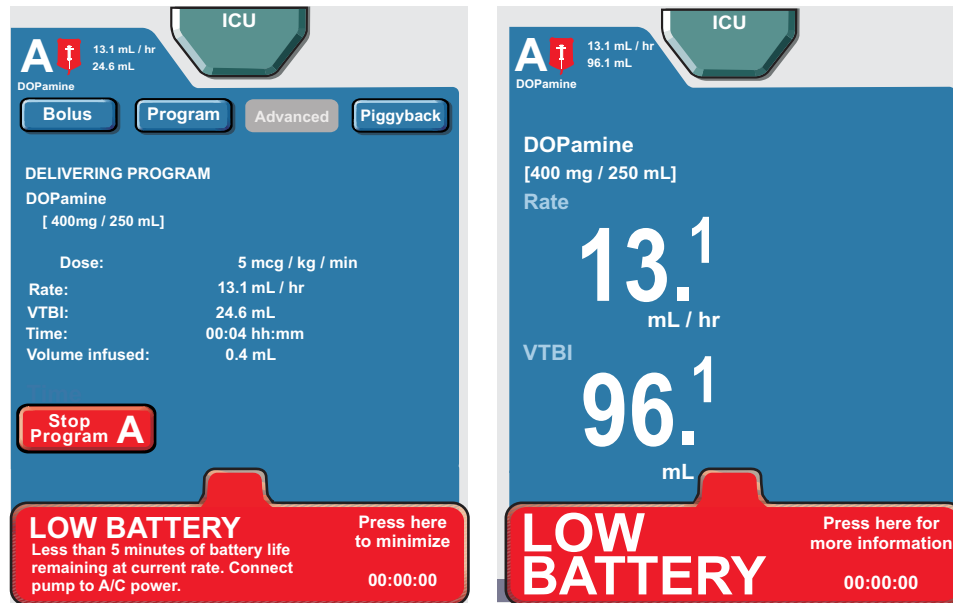 ICU
A
13.1 mL / hr
24.6 mL
DOPamine
Bolus
Program
Advanced
Piggyback
DELIVERING PROGRAM
DOPamine
[ 400mg / 250 mL]
Dose: 5 mcg / kg / min
Rate: 13.1 mL / hr
VTBI: 24.6 mL
Time: 00:04 hh:mm
Volume infused: 0.4 mL
Stop
Program A
LOW BATTERY
Less than 5 minutes of battery life
remaining at current rate. Connect
pump to A/C power.
Press here
to minimize
00:00:00
ICU
A
13.1 mL / hr
96.1 mL
DOPamine
DOPamine
[400 mg / 250 mL]
Rate
13.1
mL / hr
VTBI
96.1
mL
LOW
BATTERY
Press here for
more information
00:00:00